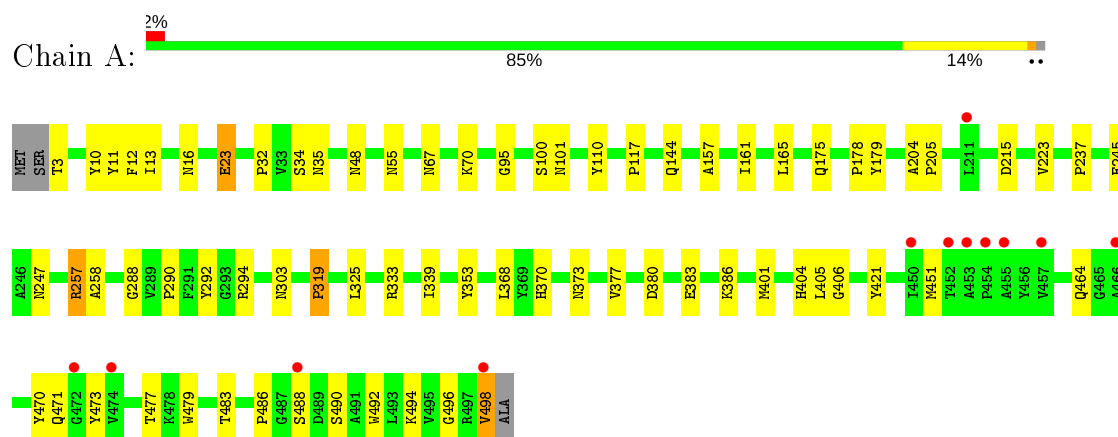 2%
Chain A:
85% 14% ••
MET SER T3 Y10 Y11 F12 I13 N16 E23 P32 V33 S34 N35 N48 N55 N67 K70 G95 S100 N101 Y110 P117 Q144 A157 I161 L165 Q175 P178 Y179 A204 P205 L211 D215 V223 P237 E245
A246 N247 R257 A258 G288 V289 P290 F291 Y292 G293 R294 N303 P319 L325 R333 I339 Y353 L368 Y369 H370 N373 V377 D380 E383 K386 M401 H404 L405 G406 Y421 I450 M451 T452 A453 P454 A455 Y456 V457 Q464 G465 A466
Y470 Q471 G472 Y473 V474 T477 K478 W479 T483 P486 G487 S488 D489 S490 A491 W492 L493 K494 V495 G496 R497 V498 ALA